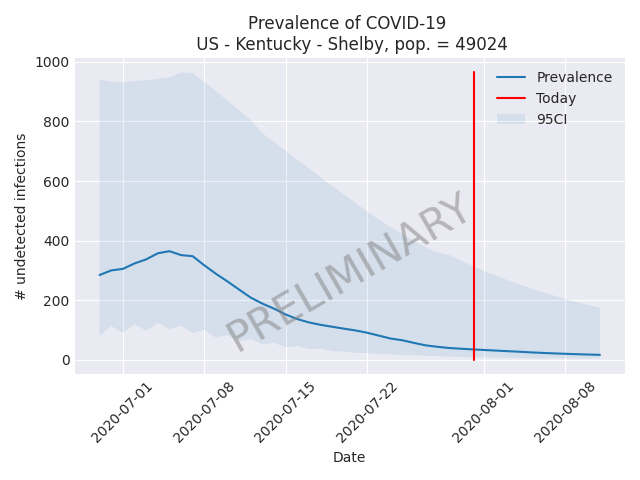 Prevalence of COVID-19
US - Kentucky - Shelby, pop. = 49024
1000
800
600
400
200
0
# undetected infections
Prevalence
Today
95CI
PRELIMINARY
2020-07-01
2020-07-08
2020-07-15
2020-07-22
2020-08-01
2020-08-08
Date